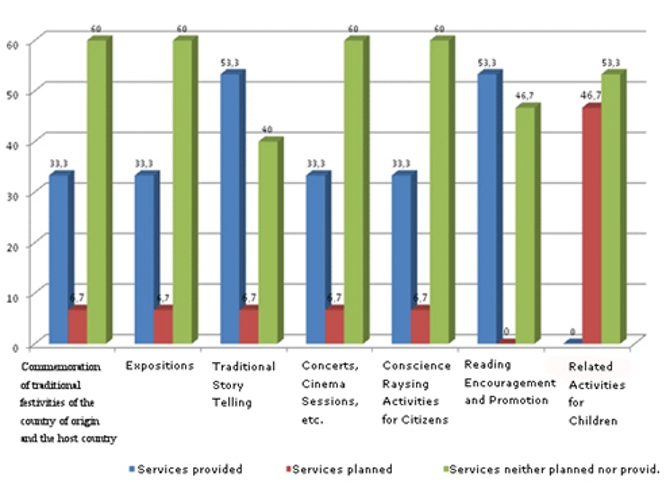 60 60 60 60
53,3 53,3 53,3
46,7 46,7
40
33,3 33,3 33,3 33,3
6,7 6,7 6,7 6,7 6,7
0 0
60
50
40
30
20
10
0
Commemoration
of traditional
festivities of the
country of origin
and the host country
Expositions
Traditional
Story
Telling
Concerts,
Cinema
Sessions,
etc.
Conscience
Raysing
Activities
for Citizens
Reading
Encouragement
and Promotion
Related
Activities
for
Children
Services provided
Services planned
Services neither planned nor provid.